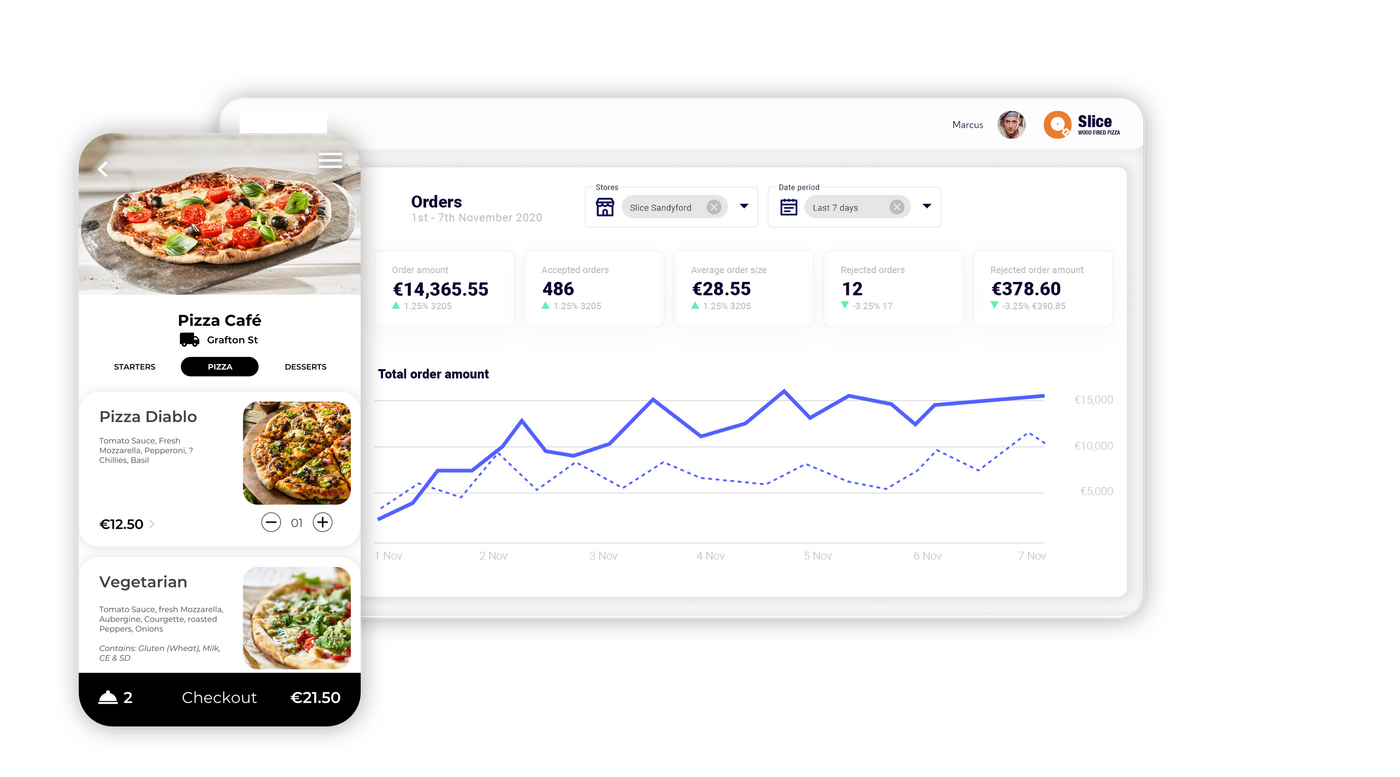 Marcus
Slice
WOOD FIRED PIZZA
Orders
1st - 7th November 2020
Stores
Slice Sandyford
Date period
Last 7 days
Order amount
€14,365.55
1.25% 3205
Accepted orders
486
1.25% 3205
Average order size
€28.55
1.25% 3205
Rejected orders
12
-3.25% 17
Rejected order amount
€378.60
-3.25% €390.85
Total order amount
€15,000
€10,000
€5,000
1 Nov 2 Nov 3 Nov 4 Nov 5 Nov 6 Nov 7 Nov
Pizza Café
Grafton St
STARTERS PIZZA DESSERTS
Pizza Diablo
Tomato Sauce, Fresh
Mozzarella, Pepperoni, ?
Chillies, Basil
€12.50
01
Vegetarian
Tomato Sauce, fresh Mozzarella,
Aubergine, Courgette, roasted
Peppers, Onions
Contains: Gluten (Wheat), Milk,
CE & SD
2 Checkout €21.50